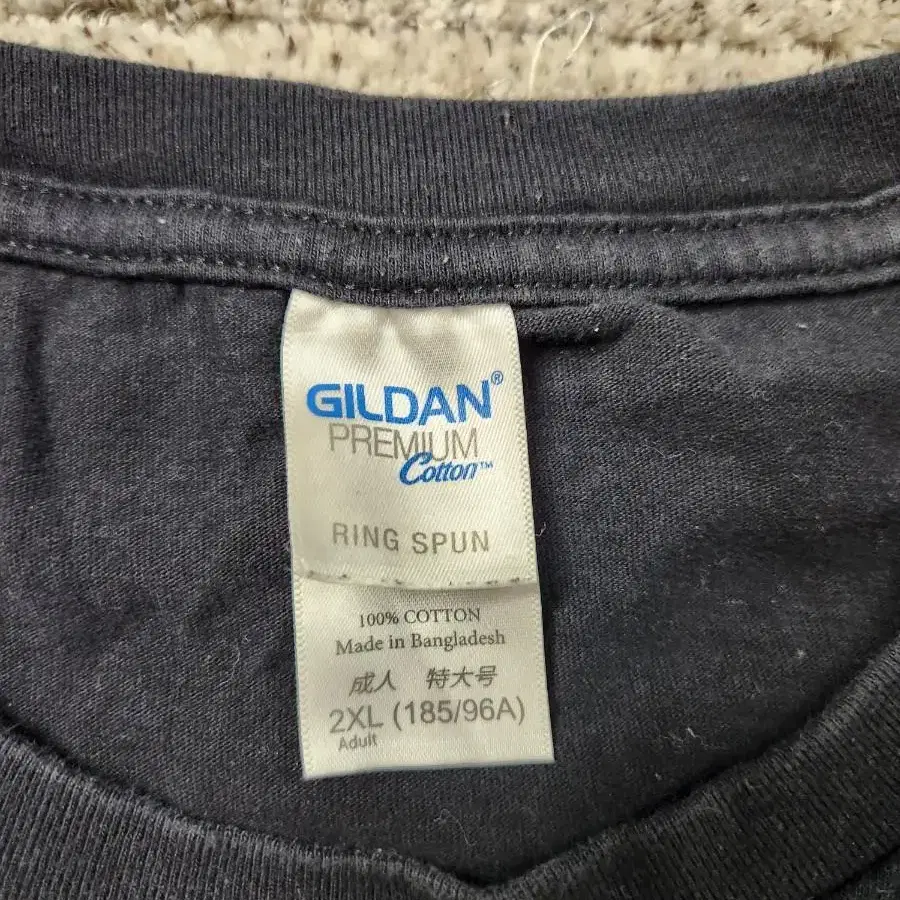 GILDAN®
PREMIUM
Cotton™
RING SPUN
100% COTTON
Made in Bangladesh
成人 特大号
2XL (185/96A)
Adult